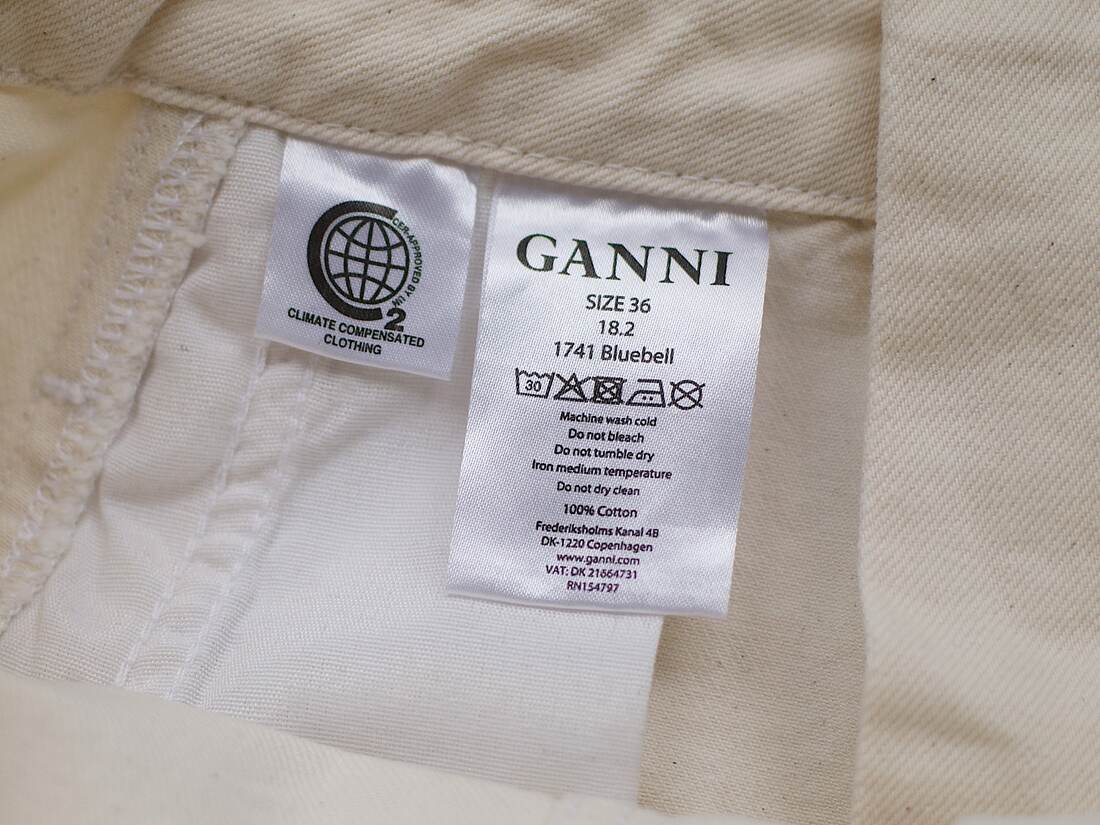 CER-APPROVED BY UN
2
CLIMATE COMPENSATED
CLOTHING
GANNI
SIZE 36
18.2
1741 Bluebell
30
Machine wash cold
Do not bleach
Do not tumble dry
Iron medium temperature
Do not dry clean
100% Cotton
Frederiksholms Kanal 4B
DK-1220 Copenhagen
www.ganni.com
VAT: DK 21664731
RN154797